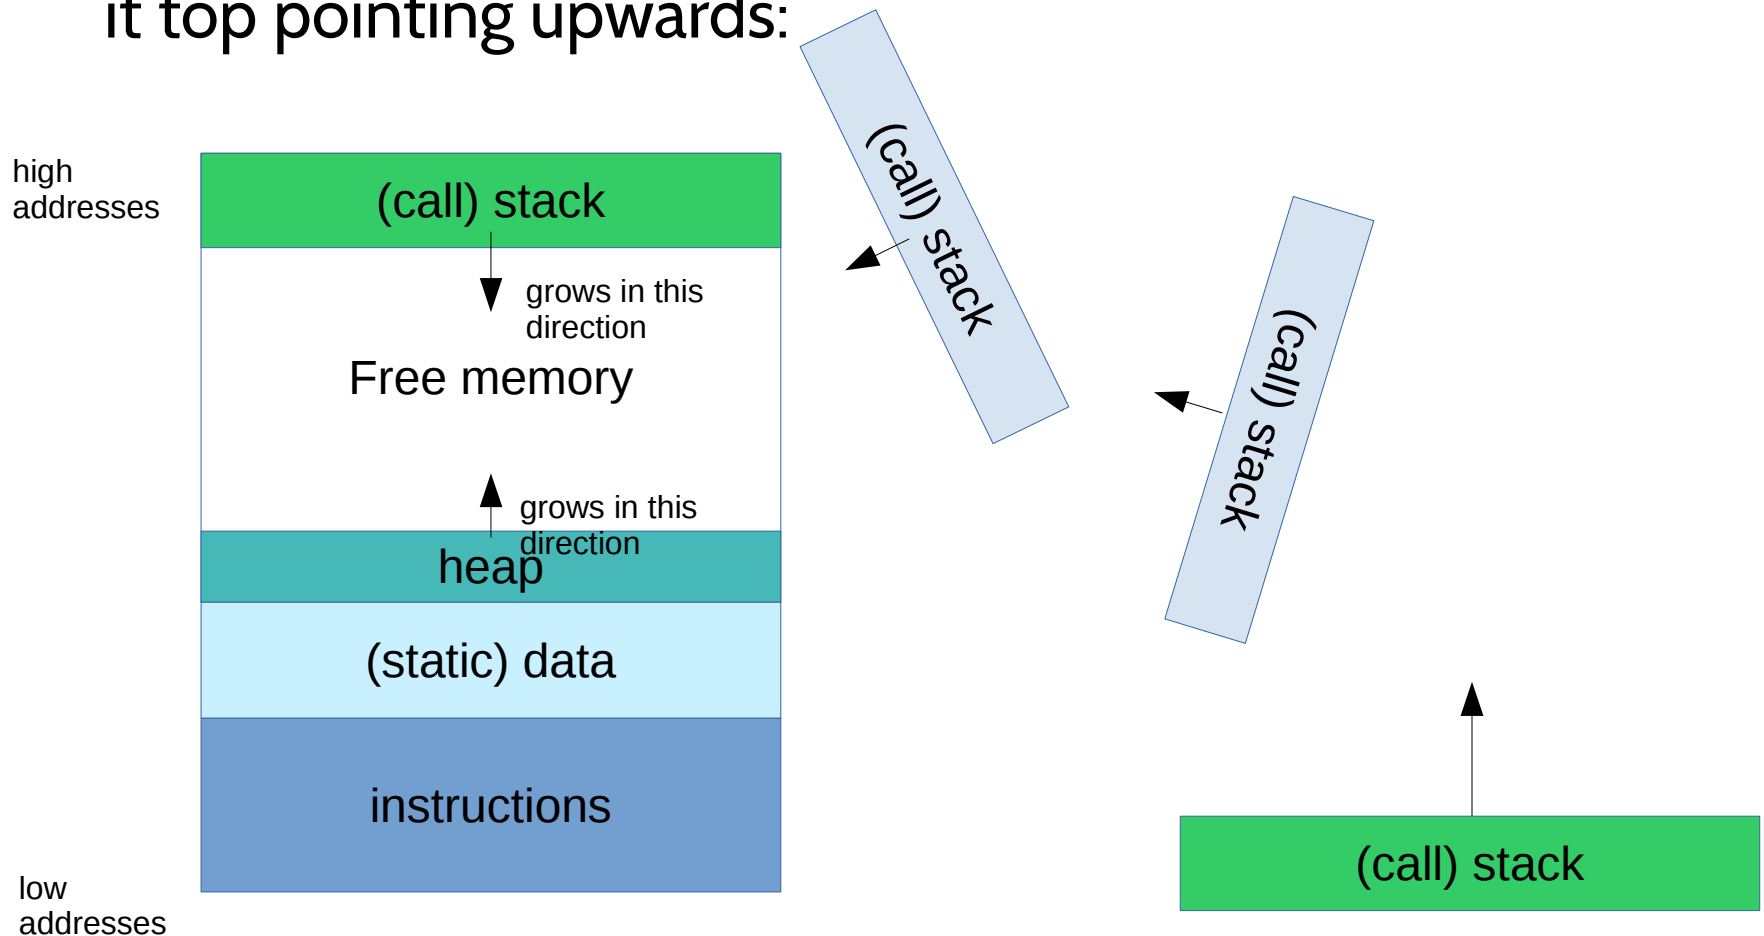 it top pointing upwards:
high
addresses
(call) stack
grows in this
direction
Free memory
grows in this
direction
heap
(static) data
instructions
low
addresses
(call) stack
(call) stack
(call) stack